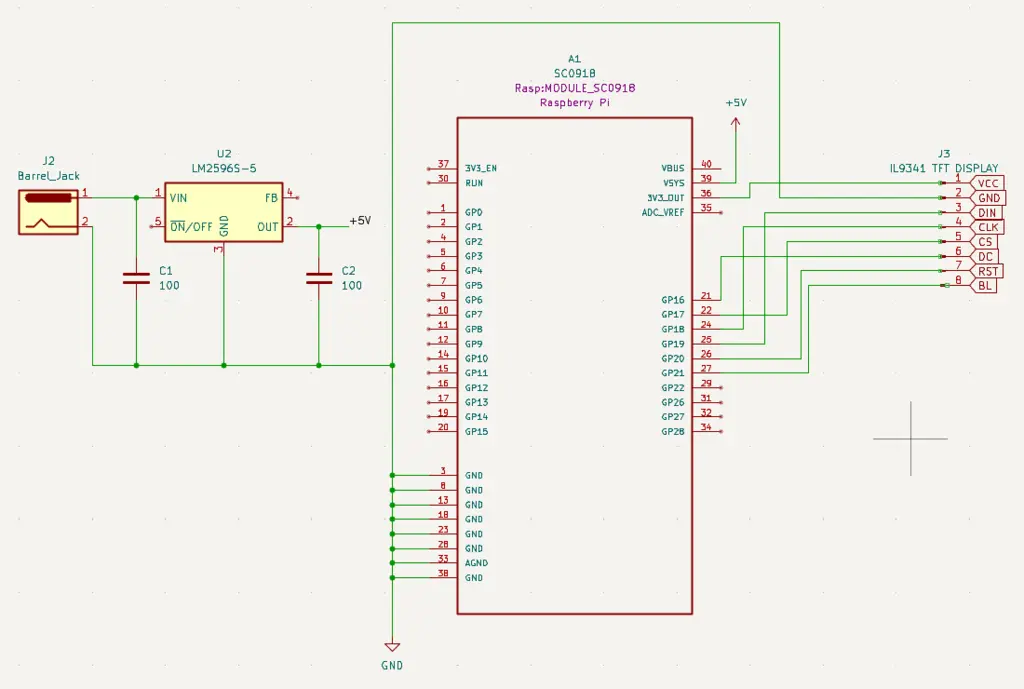 J2
Barrel_Jack
1
2
U2
LM2596S-5
1 VIN FB 4
5 ON/OFF GND OUT 2
3
+5V
C1
100
C2
100
A1
SC0918
Rasp:MODULE_SC0918
Raspberry Pi
37 3V3_EN
30 RUN
1 GP0
2 GP1
4 GP2
5 GP3
6 GP4
7 GP5
9 GP6
10 GP7
11 GP8
12 GP9
14 GP10
15 GP11
16 GP12
17 GP13
19 GP14
20 GP15
3 GND
8 GND
13 GND
18 GND
23 GND
28 GND
33 AGND
38 GND
VBUS 40
VSYS 39
3V3_OUT 36
ADC_VREF 35
GP16 21
GP17 22
GP18 24
GP19 25
GP20 26
GP21 27
GP22 29
GP26 31
GP27 32
GP28 34
+5V
J3
IL9341 TFT DISPLAY
1 VCC
2 GND
3 DIN
4 CLK
5 CS
6 DC
7 RST
8 BL
GND